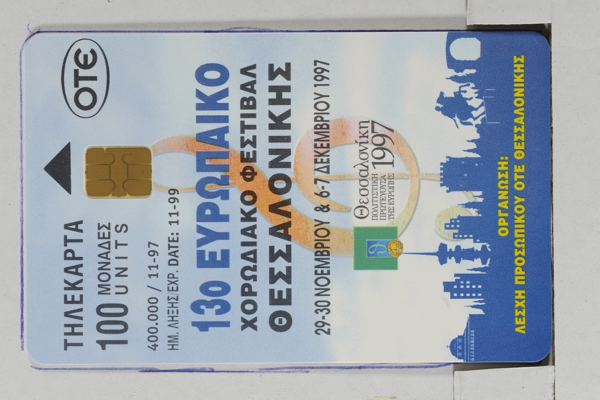 OTE
ΤΗΛΕΚΑΡΤΑ
100 ΜΟΝΑΔΕΣ
UNITS
400.000 / 11-97
ΗΜ. ΛΗΞΗΣ/EXP. DATE: 11-99
13ο ΕΥΡΩΠΑΙΚΟ
ΧΟΡΩΔΙΑΚΟ ΦΕΣΤΙΒΑΛ
ΘΕΣΣΑΛΟΝΙΚΗΣ
29-30 ΝΟΕΜΒΡΙΟΥ & 6-7 ΔΕΚΕΜΒΡΙΟΥ 1997
Θεσσαλονίκη
ΠΟΛΙΤΙΣΤΙΚΗ
ΠΡΩΤΕΥΟΥΣΑ
ΤΗΣ ΕΥΡΩΠΗΣ
1997
ΟΡΓΑΝΩΣΗ:
ΛΕΣΧΗ ΠΡΟΣΩΠΙΚΟΥ ΟΤΕ ΘΕΣΣΑΛΟΝΙΚΗΣ